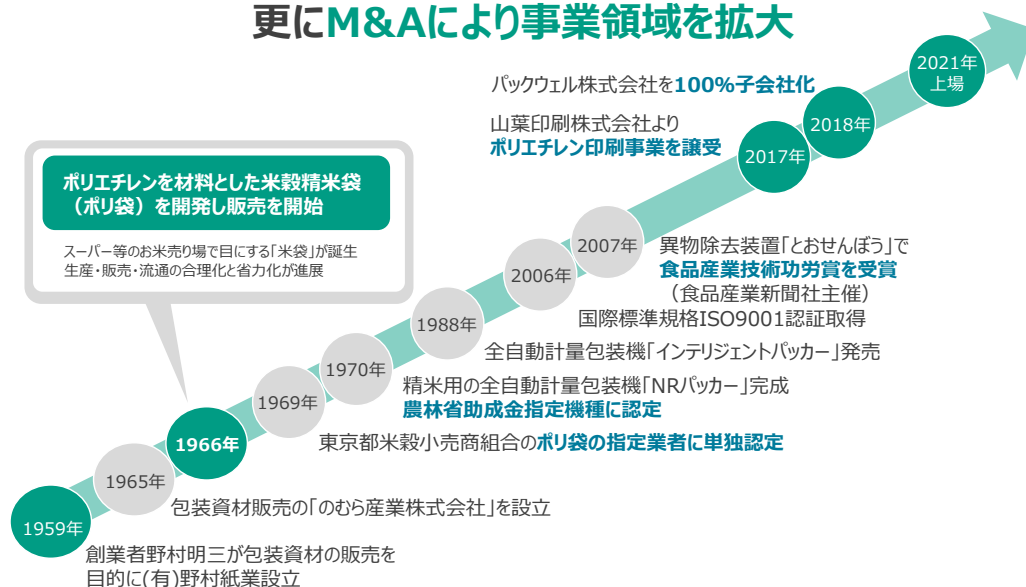 更にM&Aにより事業領域を拡大
2021年
上場
パックウェル株式会社を100%子会社化
2018年
山葉印刷株式会社より
ポリエチレン印刷事業を譲受
2017年
ポリエチレンを材料とした米穀精米袋
（ポリ袋）を開発し販売を開始
スーパー等のお米売り場で目にする「米袋」が誕生
生産・販売・流通の合理化と省力化が進展
2007年
異物除去装置「とおせんぼう」で
食品産業技術功労賞を受賞
（食品産業新聞社主催）
2006年
国際標準規格ISO9001認証取得
1988年
全自動計量包装機「インテリジェントパッカー」発売
1970年
精米用の全自動計量包装機「NRパッカー」完成
農林省助成金指定機種に認定
1969年
東京都米穀小売商組合のポリ袋の指定業者に単独認定
1966年
1965年
包装資材販売の「のむら産業株式会社」を設立
1959年
創業者野村明三が包装資材の販売を
目的に(有)野村紙業設立